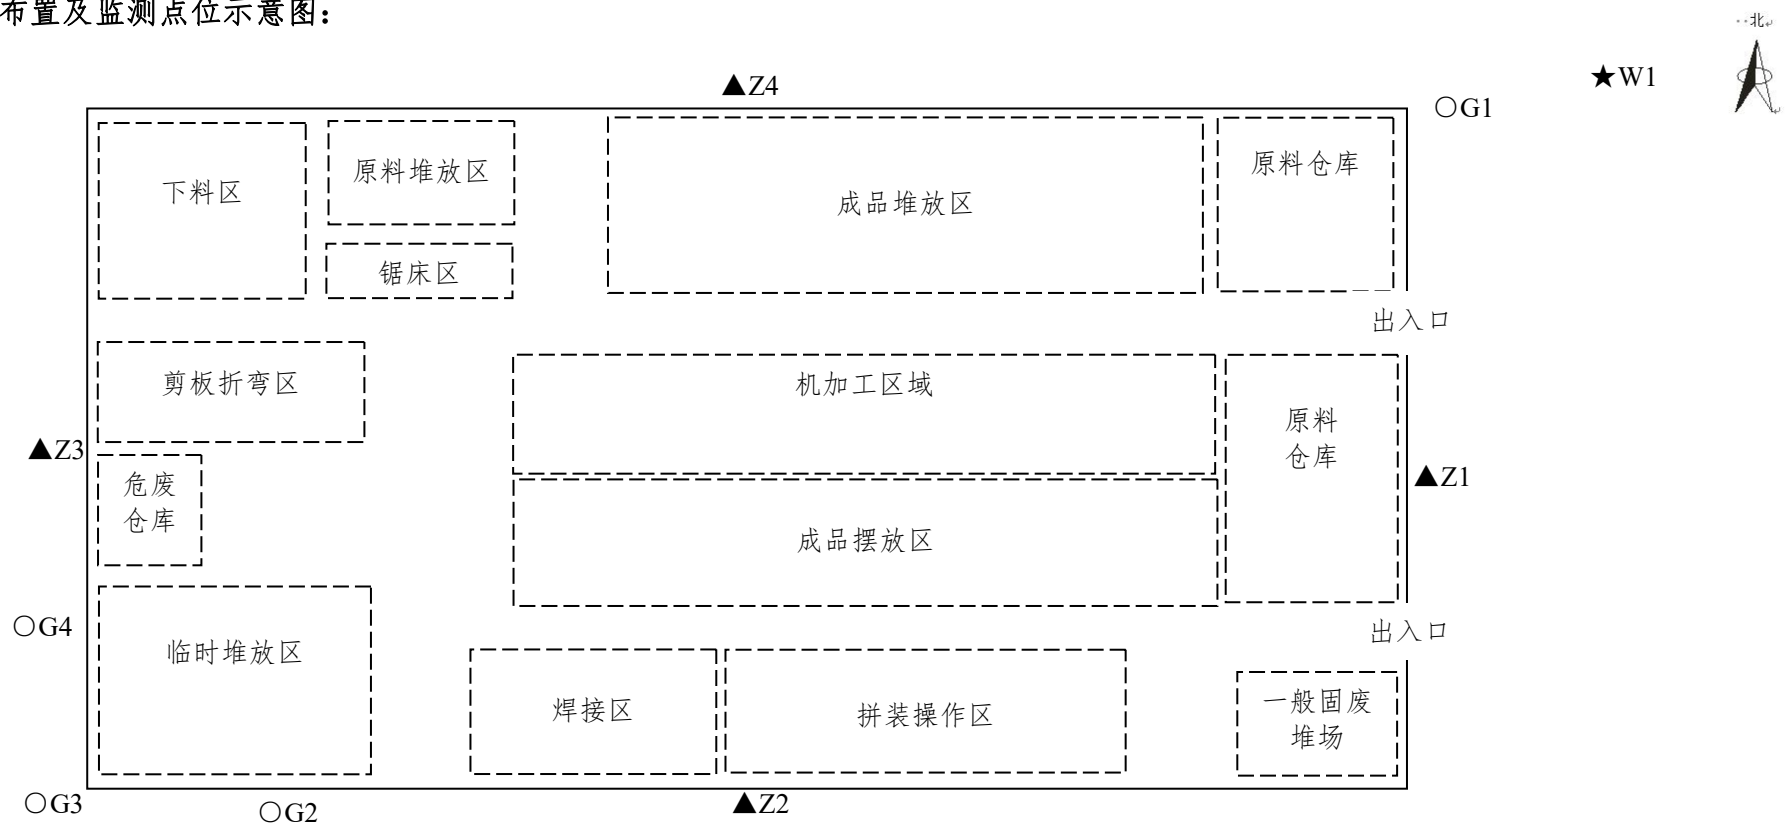 布置及监测点位示意图：
北
★W1
▲Z4
○G1
下料区
原料堆放区
成品堆放区
原料仓库
锯床区
出入口
剪板折弯区
机加工区域
原料
仓库
▲Z3
▲Z1
危废
仓库
成品摆放区
○G4
出入口
临时堆放区
焊接区
拼装操作区
一般固废
堆场
○G3
○G2
▲Z2